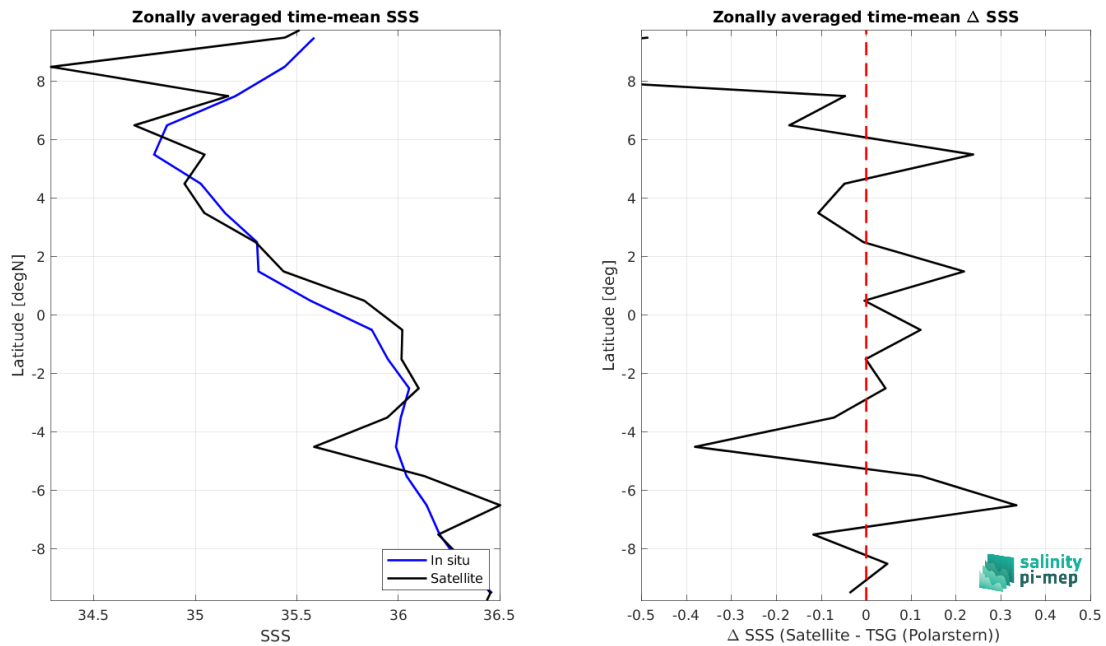 Zonally averaged time-mean SSS
Latitude [degN]
8
6
4
2
0
-2
-4
-6
-8
34.5 35 35.5 36 36.5
SSS
In situ
Satellite
Zonally averaged time-mean Δ SSS
Latitude [deg]
8
6
4
2
0
-2
-4
-6
-8
-0.5 -0.4 -0.3 -0.2 -0.1 0 0.1 0.2 0.3 0.4 0.5
Δ SSS (Satellite - TSG (Polarstern))
salinity
pi-mep